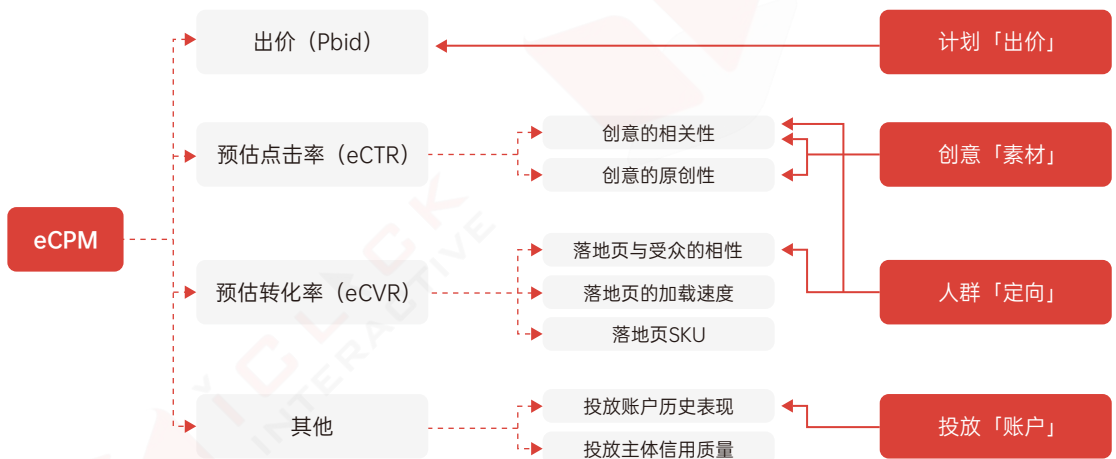 出价（Pbid）
计划「出价」
预估点击率（eCTR）
创意的相关性
创意的原创性
创意「素材」
eCPM
预估转化率（eCVR）
落地页与受众的相性
落地页的加载速度
落地页SKU
人群「定向」
其他
投放账户历史表现
投放主体信用质量
投放「账户」
iCLICK
INTERACTIVE